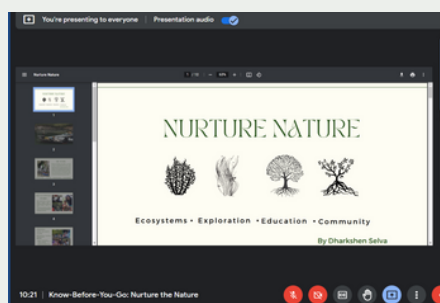 You're presenting to everyone
Presentation audio
Nurture Nature
NURTURE NATURE
Ecosystems • Exploration • Education • Community
By Dharkshen Selva
10:21 | Know-Before-You-Go: Nurture the Nature